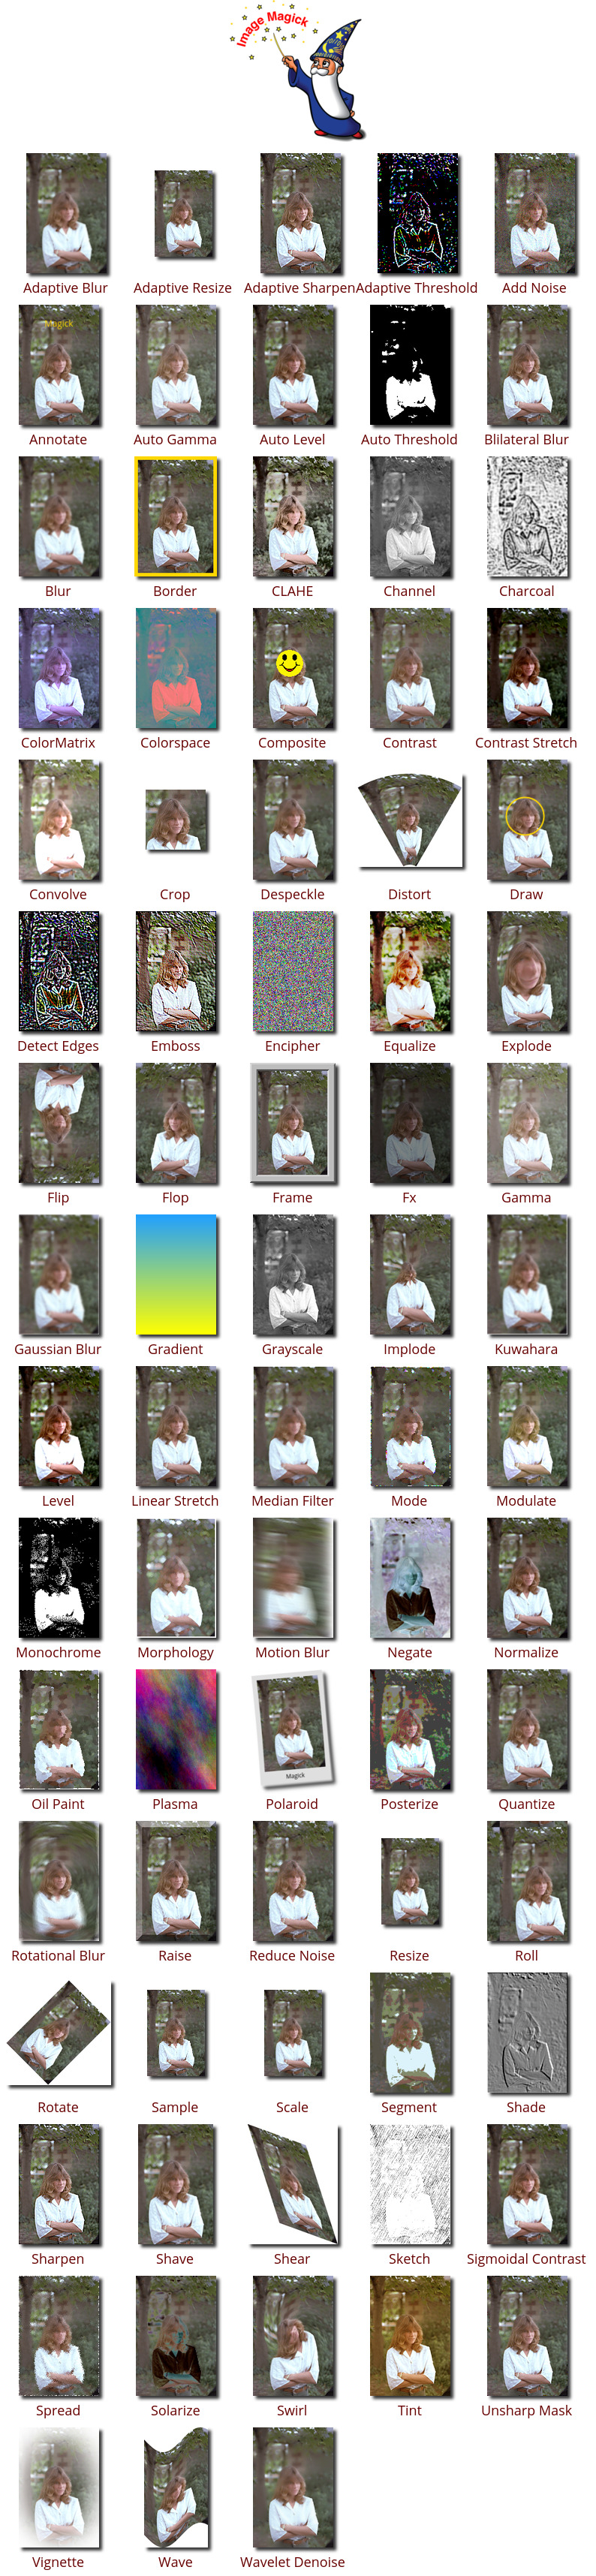 Image Magick
Adaptive Blur Adaptive Resize Adaptive Sharpen Adaptive Threshold Add Noise
Magick
Annotate Auto Gamma Auto Level Auto Threshold Blilateral Blur
Blur Border CLAHE Channel Charcoal
ColorMatrix Colorspace Composite Contrast Contrast Stretch
Convolve Crop Despeckle Distort Draw
Detect Edges Emboss Encipher Equalize Explode
Flip Flop Frame Fx Gamma
Gaussian Blur Gradient Grayscale Implode Kuwahara
Level Linear Stretch Median Filter Mode Modulate
Monochrome Morphology Motion Blur Negate Normalize
Magick
Oil Paint Plasma Polaroid Posterize Quantize
Rotational Blur Raise Reduce Noise Resize Roll
Rotate Sample Scale Segment Shade
Sharpen Shave Shear Sketch Sigmoidal Contrast
Spread Solarize Swirl Tint Unsharp Mask
Vignette Wave Wavelet Denoise